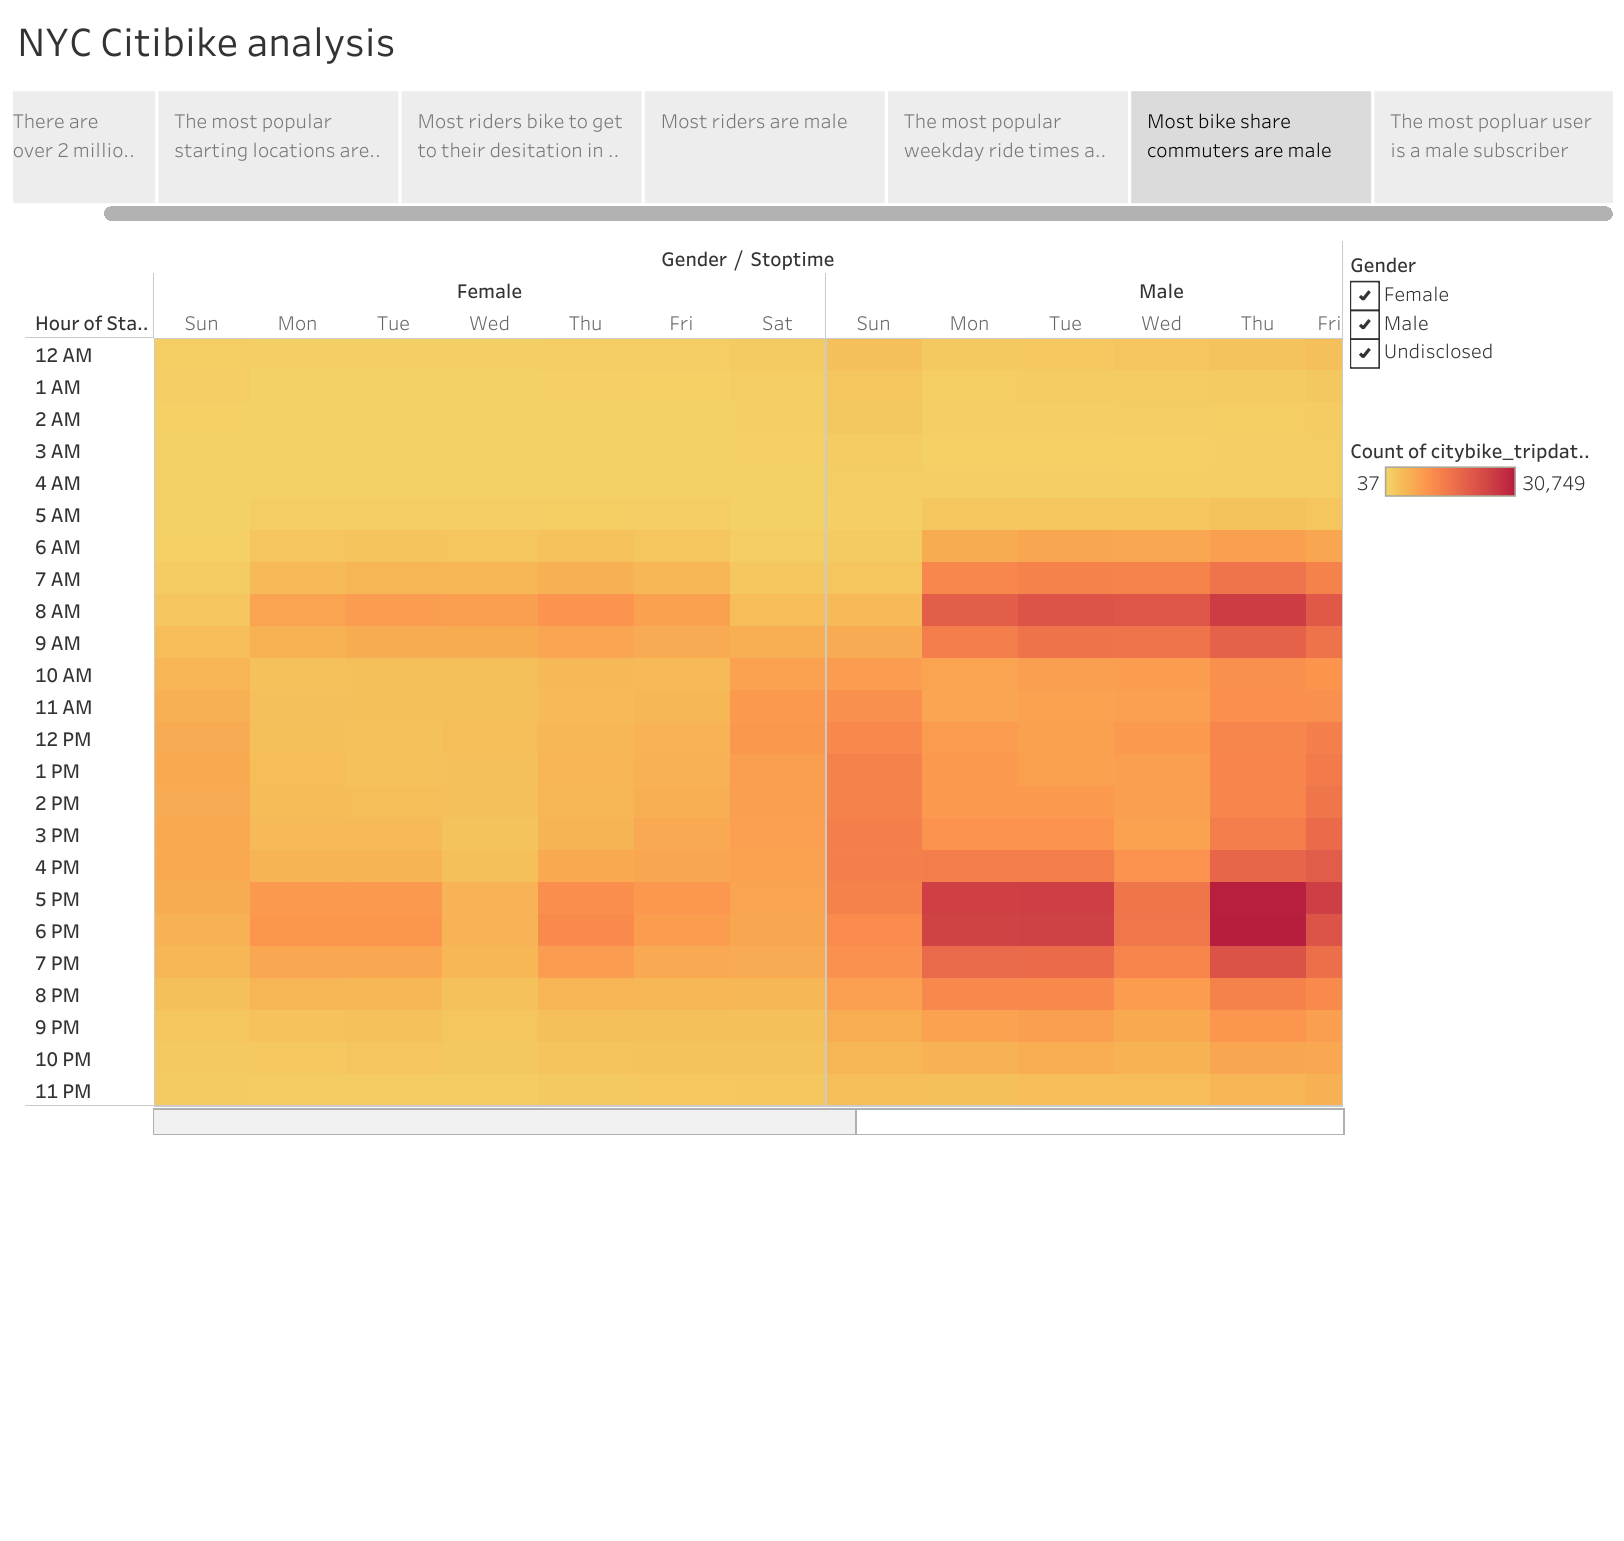 NYC Citibike analysis
There are
over 2 millio..
The most popular
starting locations are..
Most riders bike to get
to their desitation in ..
Most riders are male
The most popular
weekday ride times a..
Most bike share
commuters are male
The most popluar user
is a male subscriber
Gender / Stoptime
Female Male
Hour of Sta.. Sun Mon Tue Wed Thu Fri Sat Sun Mon Tue Wed Thu Fri
12 AM
1 AM
2 AM
3 AM
4 AM
5 AM
6 AM
7 AM
8 AM
9 AM
10 AM
11 AM
12 PM
1 PM
2 PM
3 PM
4 PM
5 PM
6 PM
7 PM
8 PM
9 PM
10 PM
11 PM
Gender
Female
Male
Undisclosed
Count of citybike_tripdat..
37 30,749